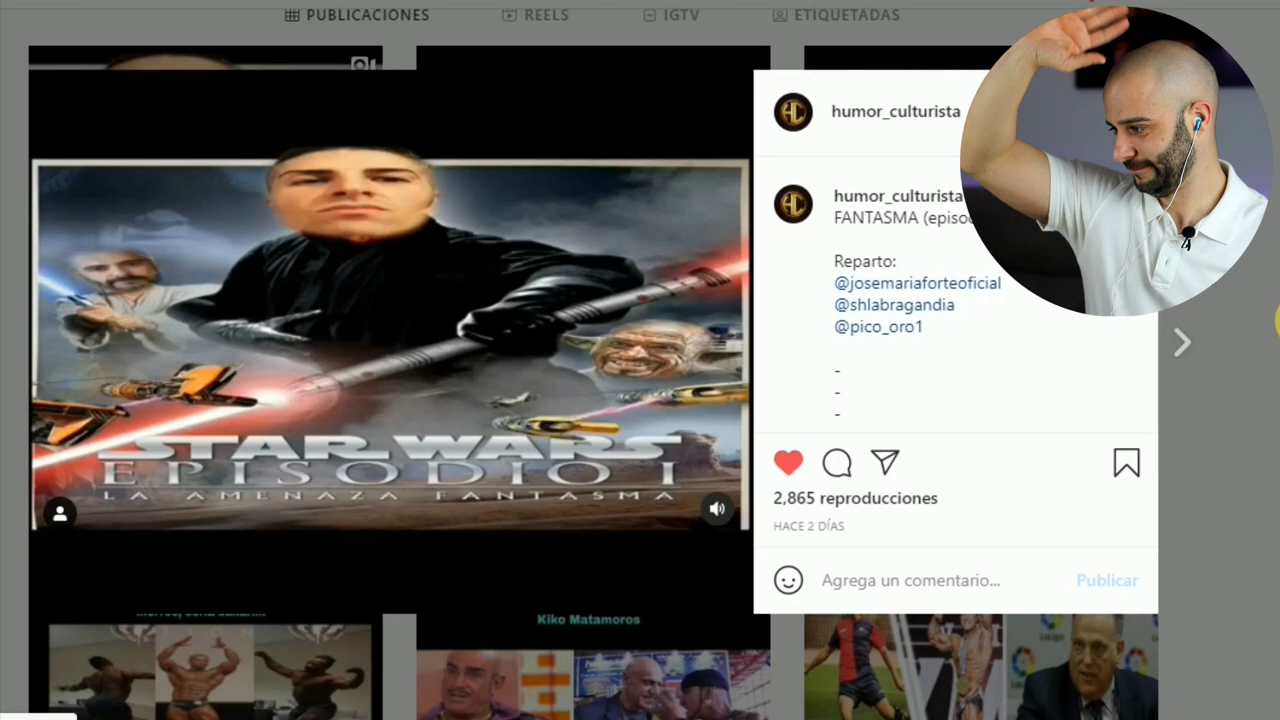 PUBLICACIONES
REELS
IGTV
ETIQUETADAS
humor_culturista
humor_culturista
FANTASMA
Reparto:
@josemariaforteoficial
@shlabragandia
@pico_oro1
-
-
-
STAR WARS
EPISODIO I
LA AMENAZA FANTASMA
2,865 reproducciones
HACE 2 DÍAS
Agrega un comentario...
Publicar
Kiko Matamoros
LaLiga